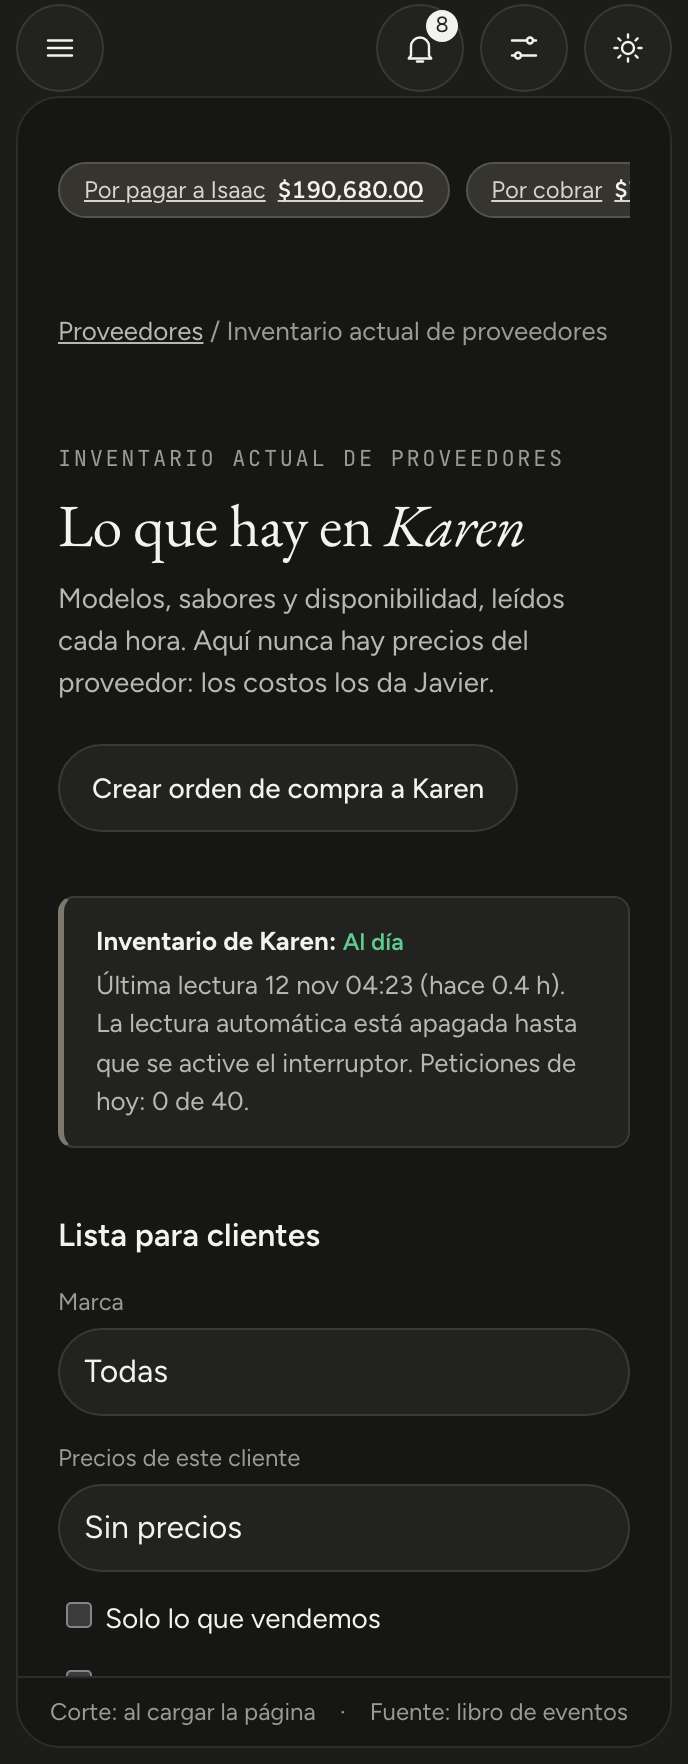 8
Por pagar a Isaac $190,680.00 Por cobrar $
Proveedores / Inventario actual de proveedores
INVENTARIO ACTUAL DE PROVEEDORES
Lo que hay en Karen
Modelos, sabores y disponibilidad, leídos
cada hora. Aquí nunca hay precios del
proveedor: los costos los da Javier.
Crear orden de compra a Karen
Inventario de Karen: Al día
Última lectura 12 nov 04:23 (hace 0.4 h).
La lectura automática está apagada hasta
que se active el interruptor. Peticiones de
hoy: 0 de 40.
Lista para clientes
Marca
Todas
Precios de este cliente
Sin precios
Solo lo que vendemos
Corte: al cargar la página · Fuente: libro de eventos